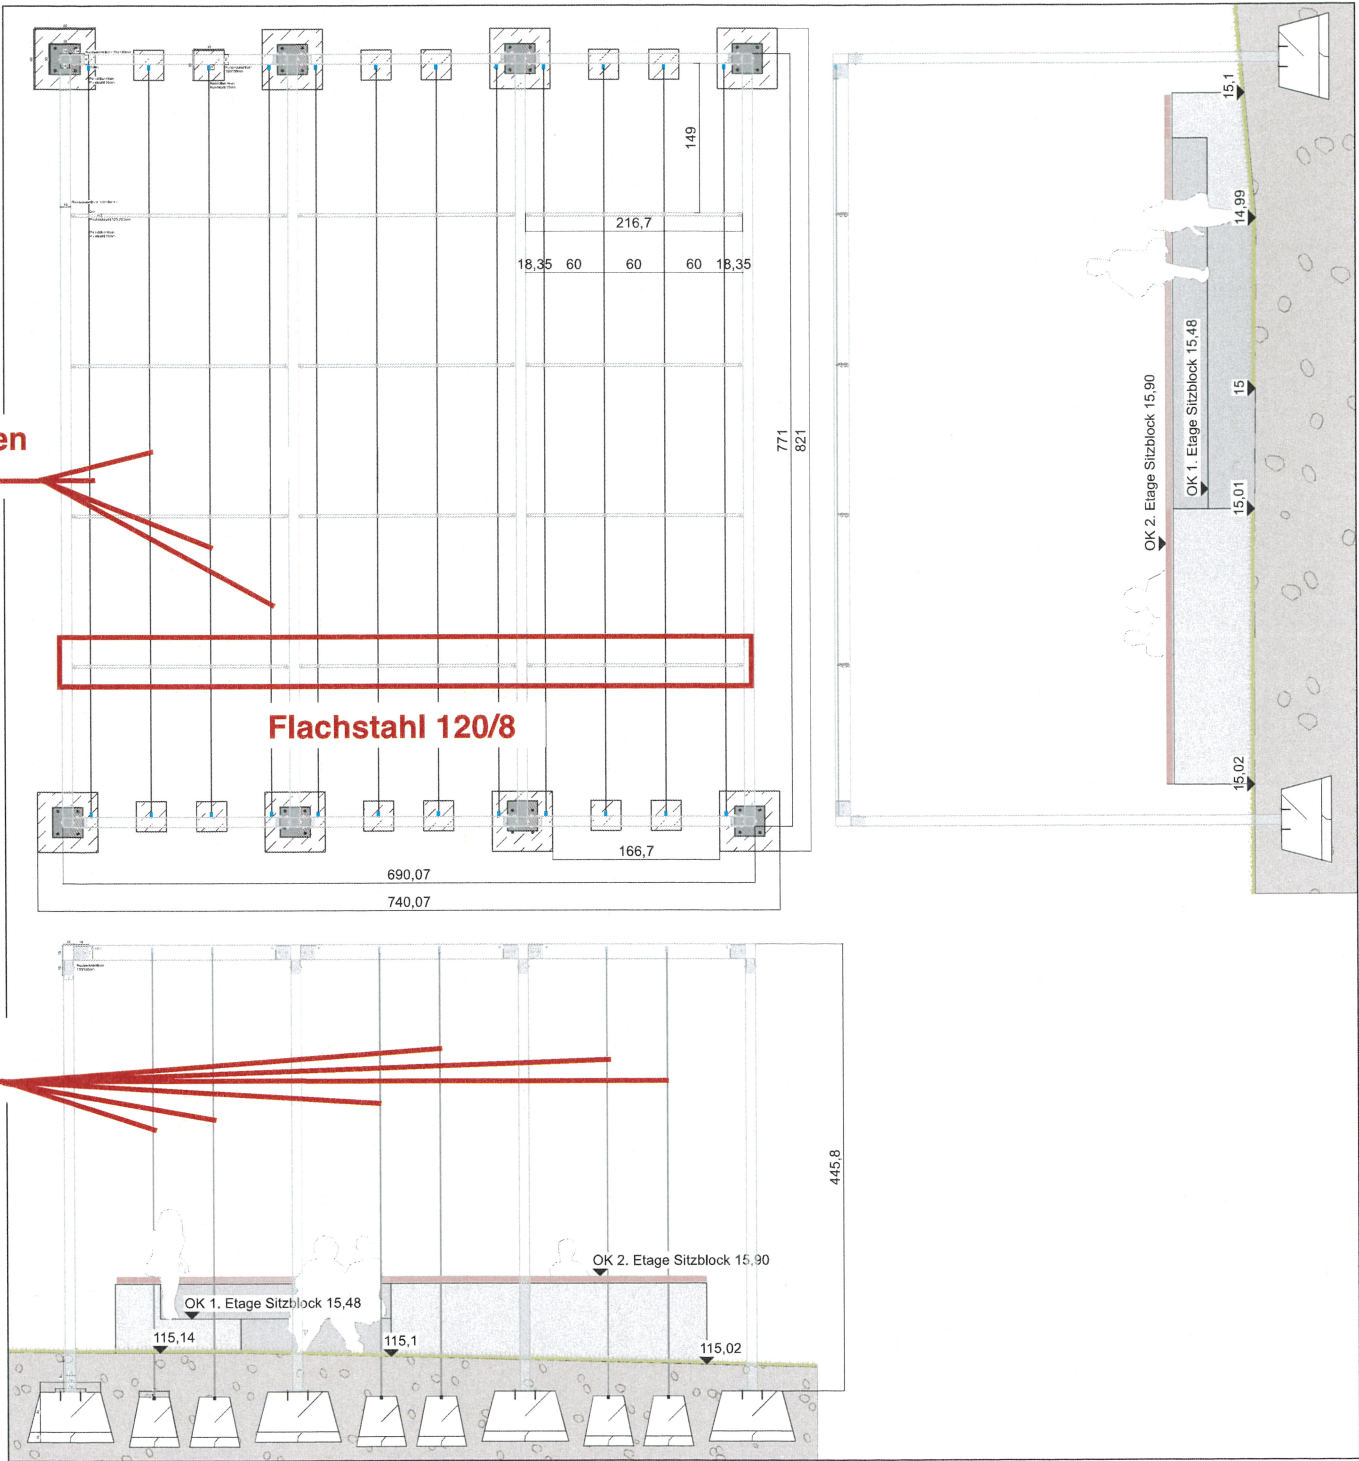 149
216,7
18,35 60 60 60 18,35
771
821
en
Flachstahl 120/8
166,7
690,07
740,07
15,1
14,99
OK 2. Etage Sitzblock 15,90
OK 1. Etage Sitzblock 15,48
15
15,01
15,02
445,8
OK 2. Etage Sitzblock 15,90
OK 1. Etage Sitzblock 15,48
115,14
115,1
115,02